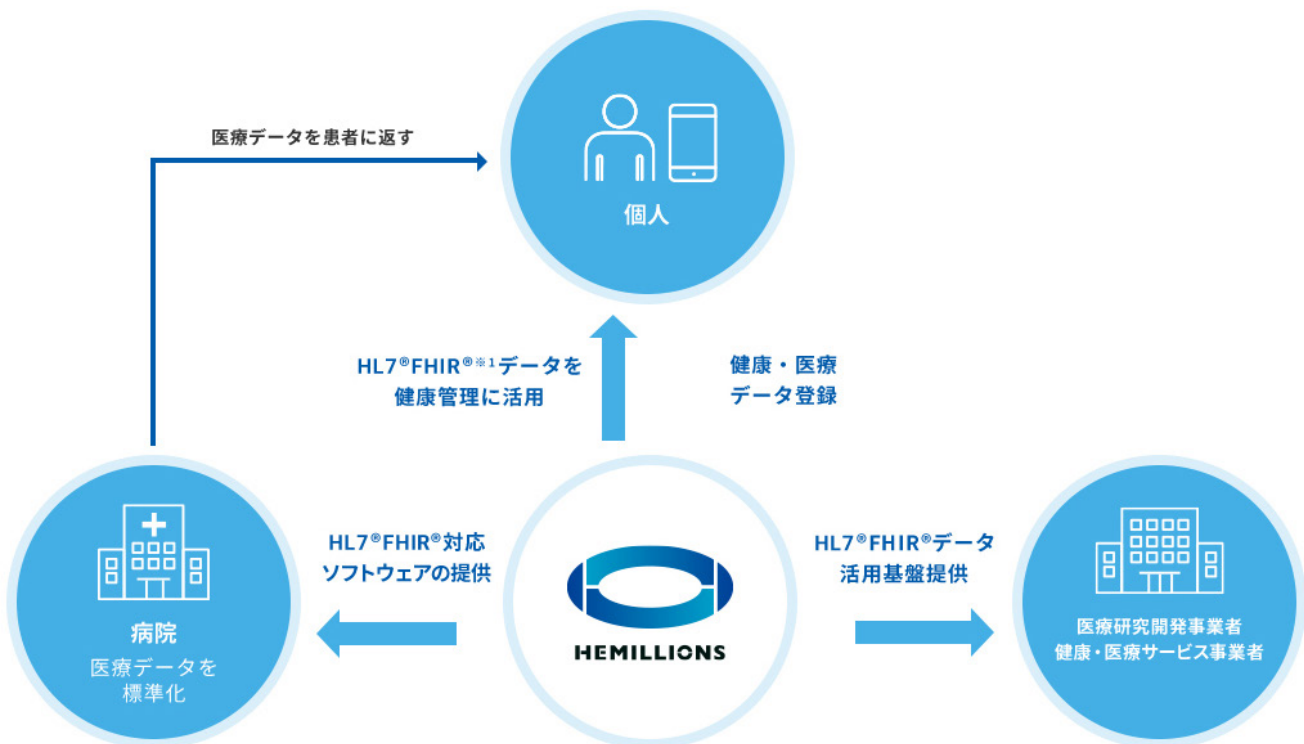 医療データを患者に返す
個人
HL7®FHIR®※1データを
健康管理に活用
健康・医療
データ登録
HL7®FHIR®対応
ソフトウェアの提供
HL7®FHIR®データ
活用基盤提供
病院
医療データを
標準化
HEMILLIONS
医療研究開発事業者
健康・医療サービス事業者